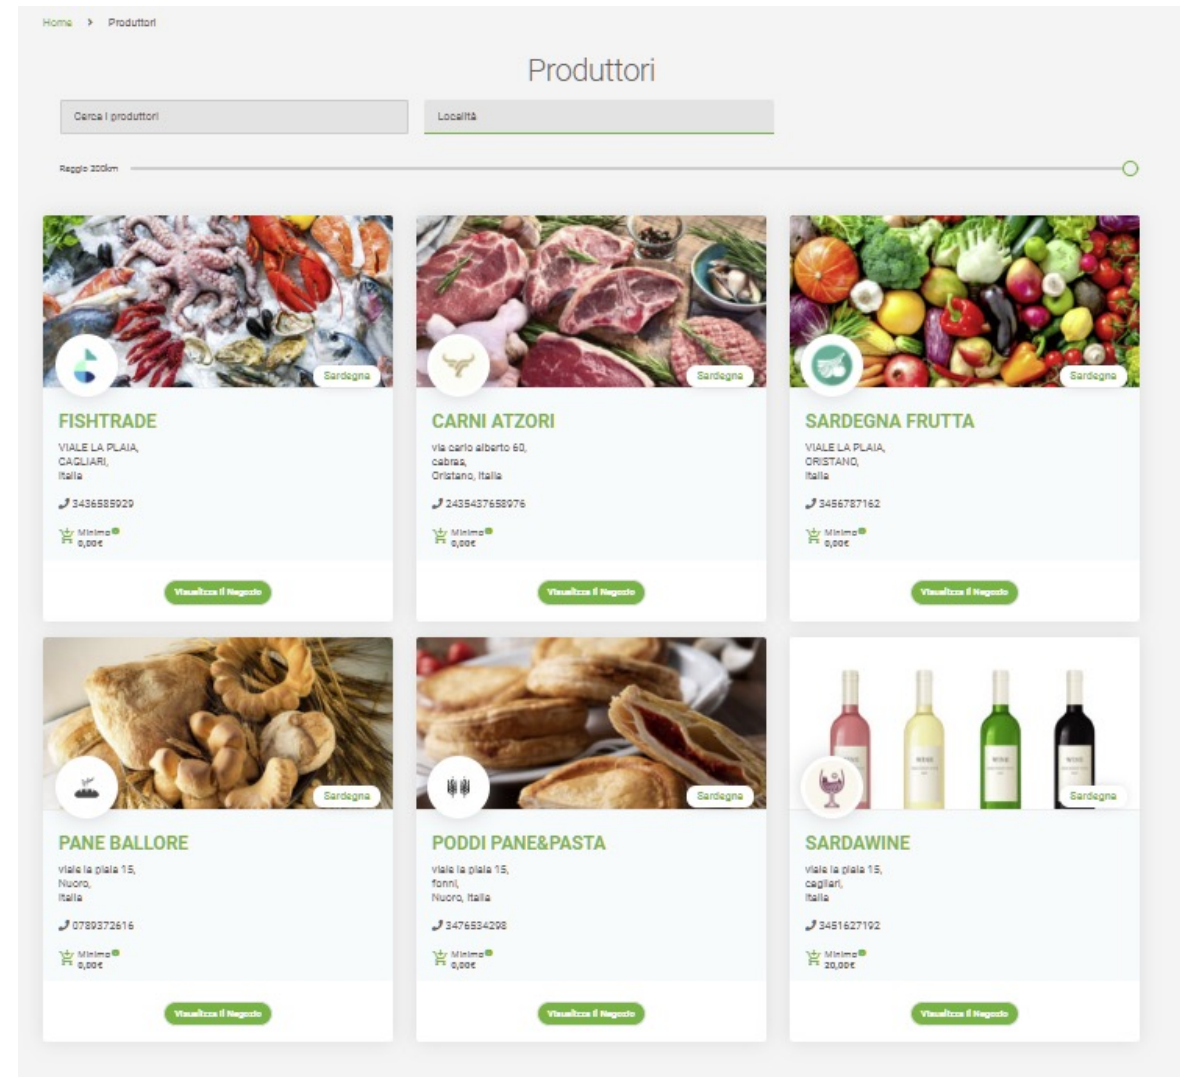 Home > Produttori
Produttori
Cerca i produttori
Località
Raggio 200km
Sardegna
FISHTRADE
VIALE LA PLAIA,
CAGLIARI,
Italia
3436585929
Minimo
0,00€
Visualizza Il Negozio
Sardegna
CARNI ATZORI
via carlo alberto 60,
cabras,
Oristano, Italia
2435437658976
Minimo
0,00€
Visualizza Il Negozio
Sardegna
SARDEGNA FRUTTA
VIALE LA PLAIA,
ORISTANO,
Italia
3456787162
Minimo
0,00€
Visualizza Il Negozio
Sardegna
PANE BALLORE
viale la plaia 15,
Nuoro,
Italia
0789372616
Minimo
0,00€
Visualizza Il Negozio
Sardegna
PODDI PANE&PASTA
viale la plaia 15,
fonni,
Nuoro, Italia
3476534298
Minimo
0,00€
Visualizza Il Negozio
Sardegna
SARDAWINE
viale la plaia 15,
cagliari,
Italia
3451627192
Minimo
20,00€
Visualizza Il Negozio